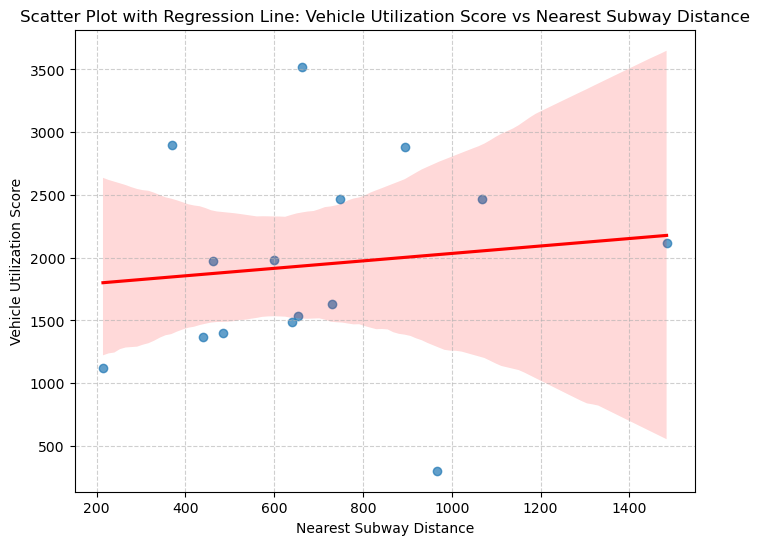 Scatter Plot with Regression Line: Vehicle Utilization Score vs Nearest Subway Distance
3500
3000
2500
2000
1500
1000
500
Vehicle Utilization Score
200 400 600 800 1000 1200 1400
Nearest Subway Distance